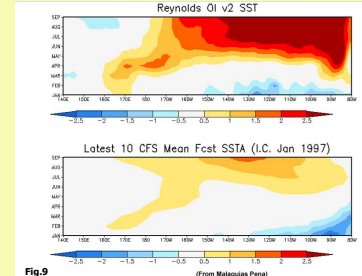 Reynolds OI v2 SST
SEP
AUG
JUL
JUN
MAY
APR
MAR
FEB
JAN
140E 150E 160E 170E 180 170W 160W 150W 140W 130W 120W 110W 100W 90W 80W
-2.5 -2 -1.5 -1 -0.5 0.5 1 1.5 2 2.5
Latest 10 CFS Mean Fcst SSTA (I.C. Jan 1997)
SEP
AUG
JUL
JUN
MAY
APR
MAR
FEB
JAN
140E 150E 160E 170E 180 170W 160W 150W 140W 130W 120W 110W 100W 90W 80W
-2.5 -2 -1.5 -1 -0.5 0.5 1 1.5 2 2.5
Fig.9 (From Malaquias Pena)